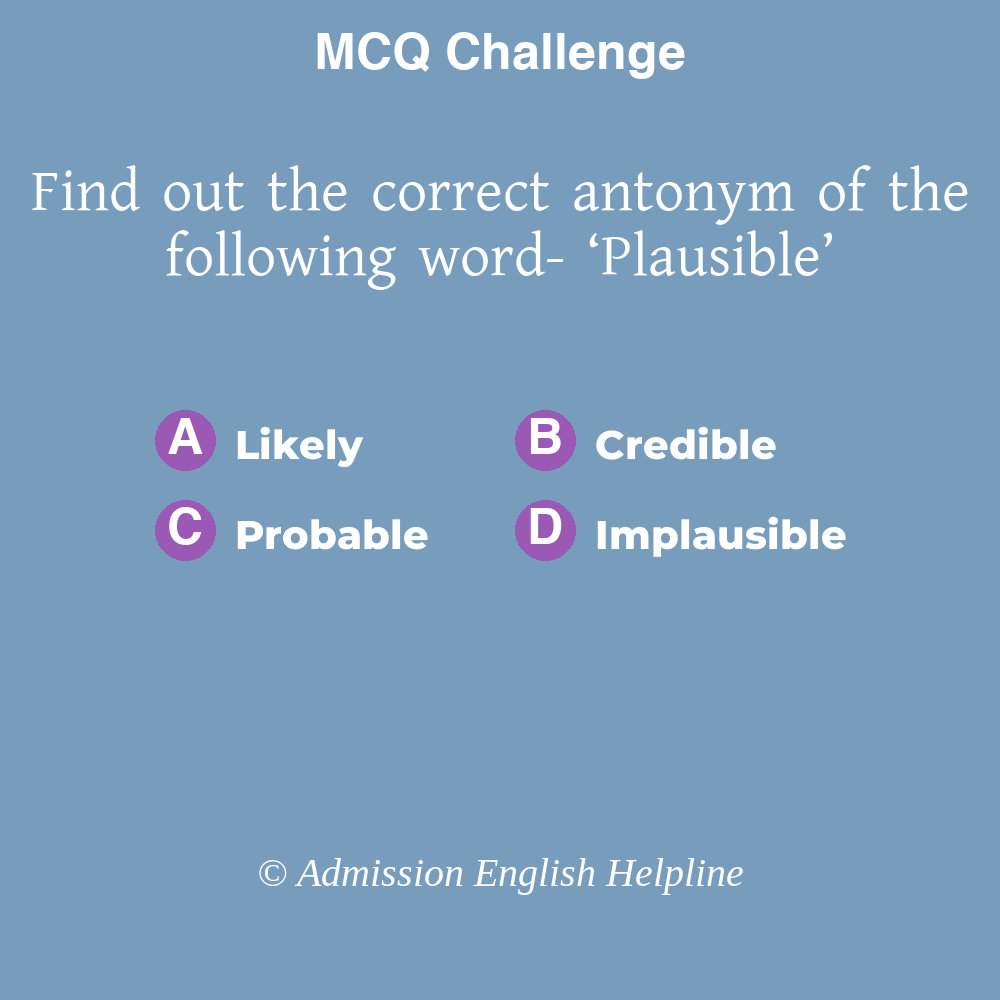 MCQ Challenge
Find out the correct antonym of the
following word- ‘Plausible’
A Likely
B Credible
C Probable
D Implausible
© Admission English Helpline